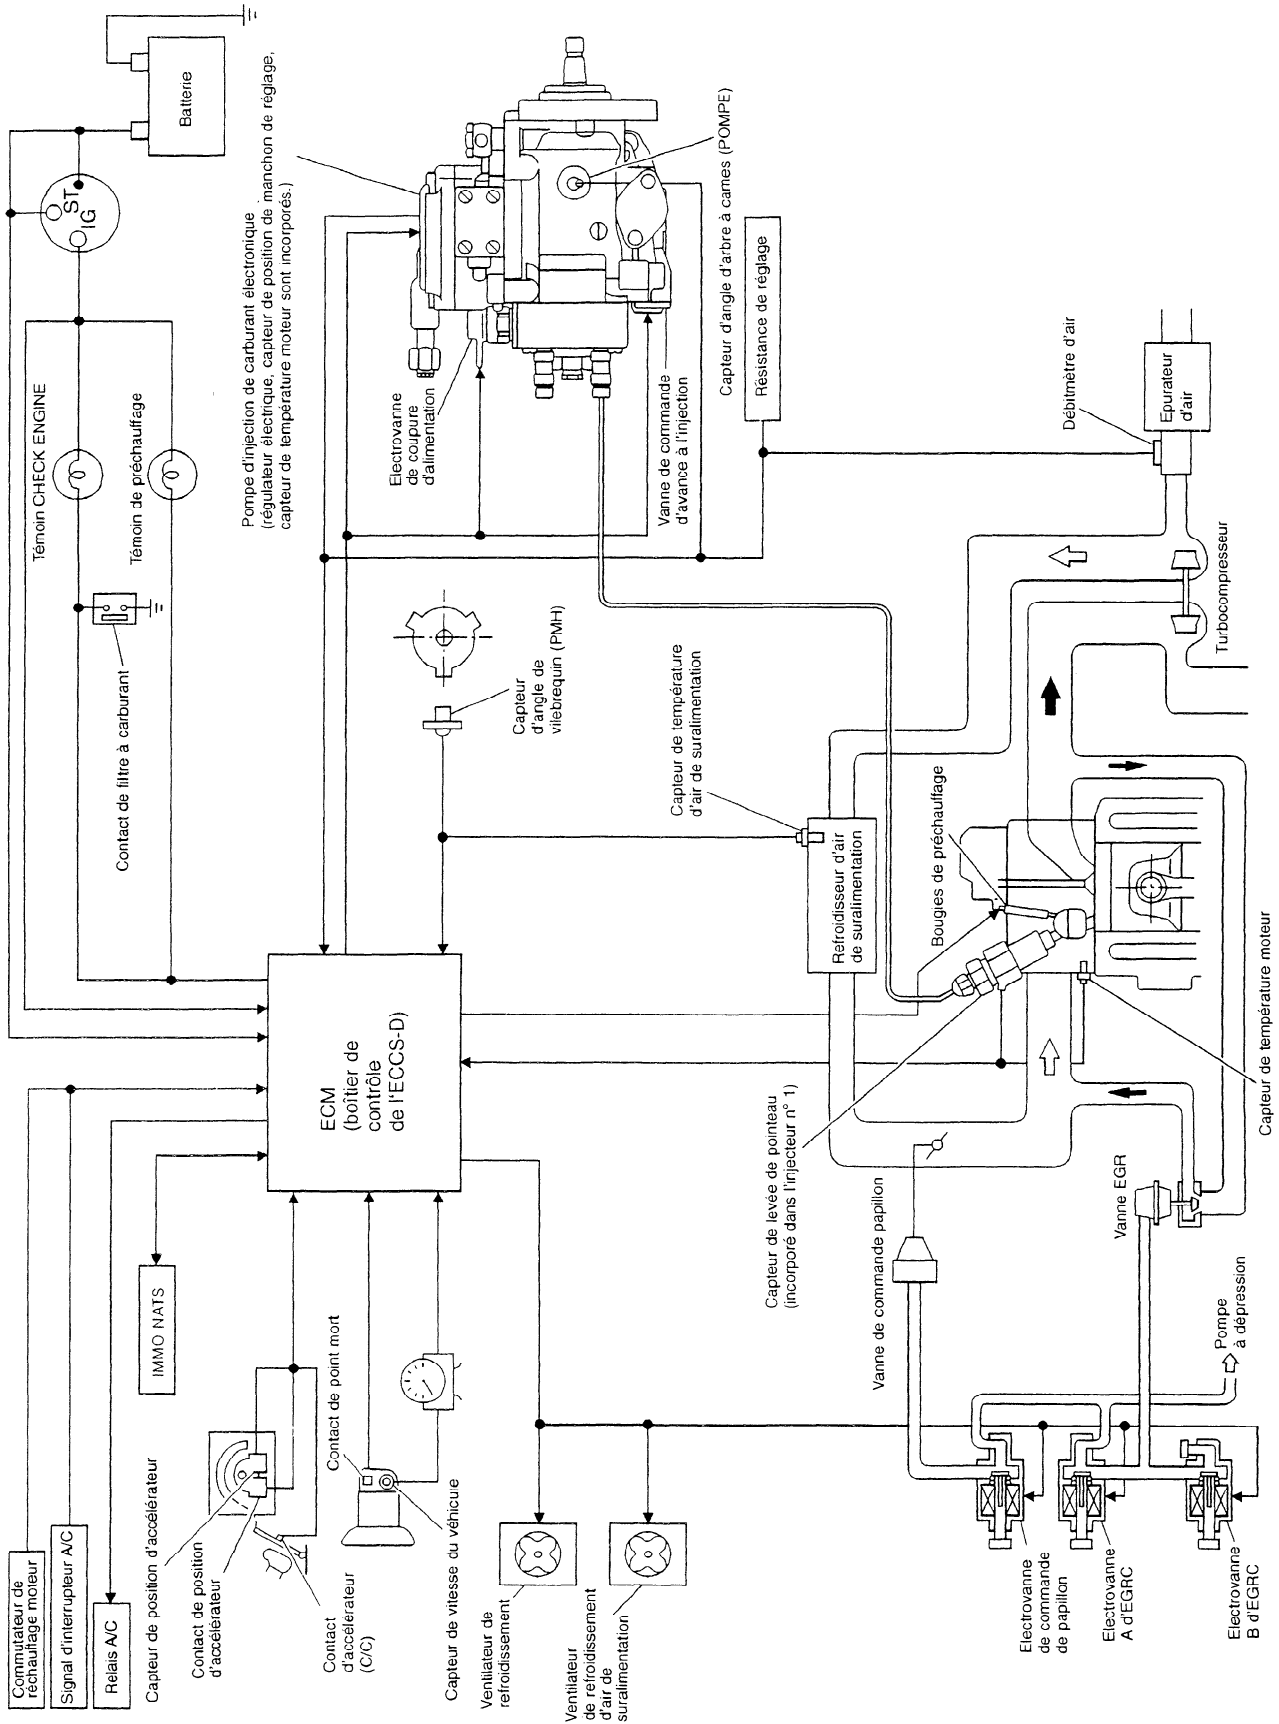 Batterie
ST
IG
Témoin CHECK ENGINE
Témoin de préchauffage
Contact de filtre à carburant
Pompe d'injection de carburant électronique
(régulateur électrique, capteur de position de manchon de réglage,
capteur de température moteur sont incorporés.)
Electrovanne
de coupure
d'alimentation
Vanne de commande
d'avance à l'injection
Capteur d'angle d'arbre à cames (POMPE)
Résistance de réglage
Débitmètre d'air
Epurateur
d'air
Turbocompresseur
Capteur
d'angle de
vilebrequin (PMH)
Capteur de température
d'air de suralimentation
Refroidisseur d'air
de suralimentation
Bougies de préchauffage
Capteur de température moteur
ECM
(boîtier de
contrôle
de l'ECCS-D)
Capteur de levée de pointeau
(incorporé dans l'injecteur n° 1)
Vanne de commande papillon
Vanne EGR
Pompe
à dépression
IMMO NATS
Contact de point mort
Commutateur de
réchauffage moteur
Signal d'interrupteur A/C
Relais A/C
Capteur de position d'accélérateur
Contact de position
d'accélérateur
Contact
d'accélérateur
(C/C)
Capteur de vitesse du véhicule
Ventilateur de
refroidissement
Ventilateur
de refroidissement
d'air de
suralimentation
Electrovanne
de commande
de papillon
Electrovanne
A d'EGRC
Electrovanne
B d'EGRC